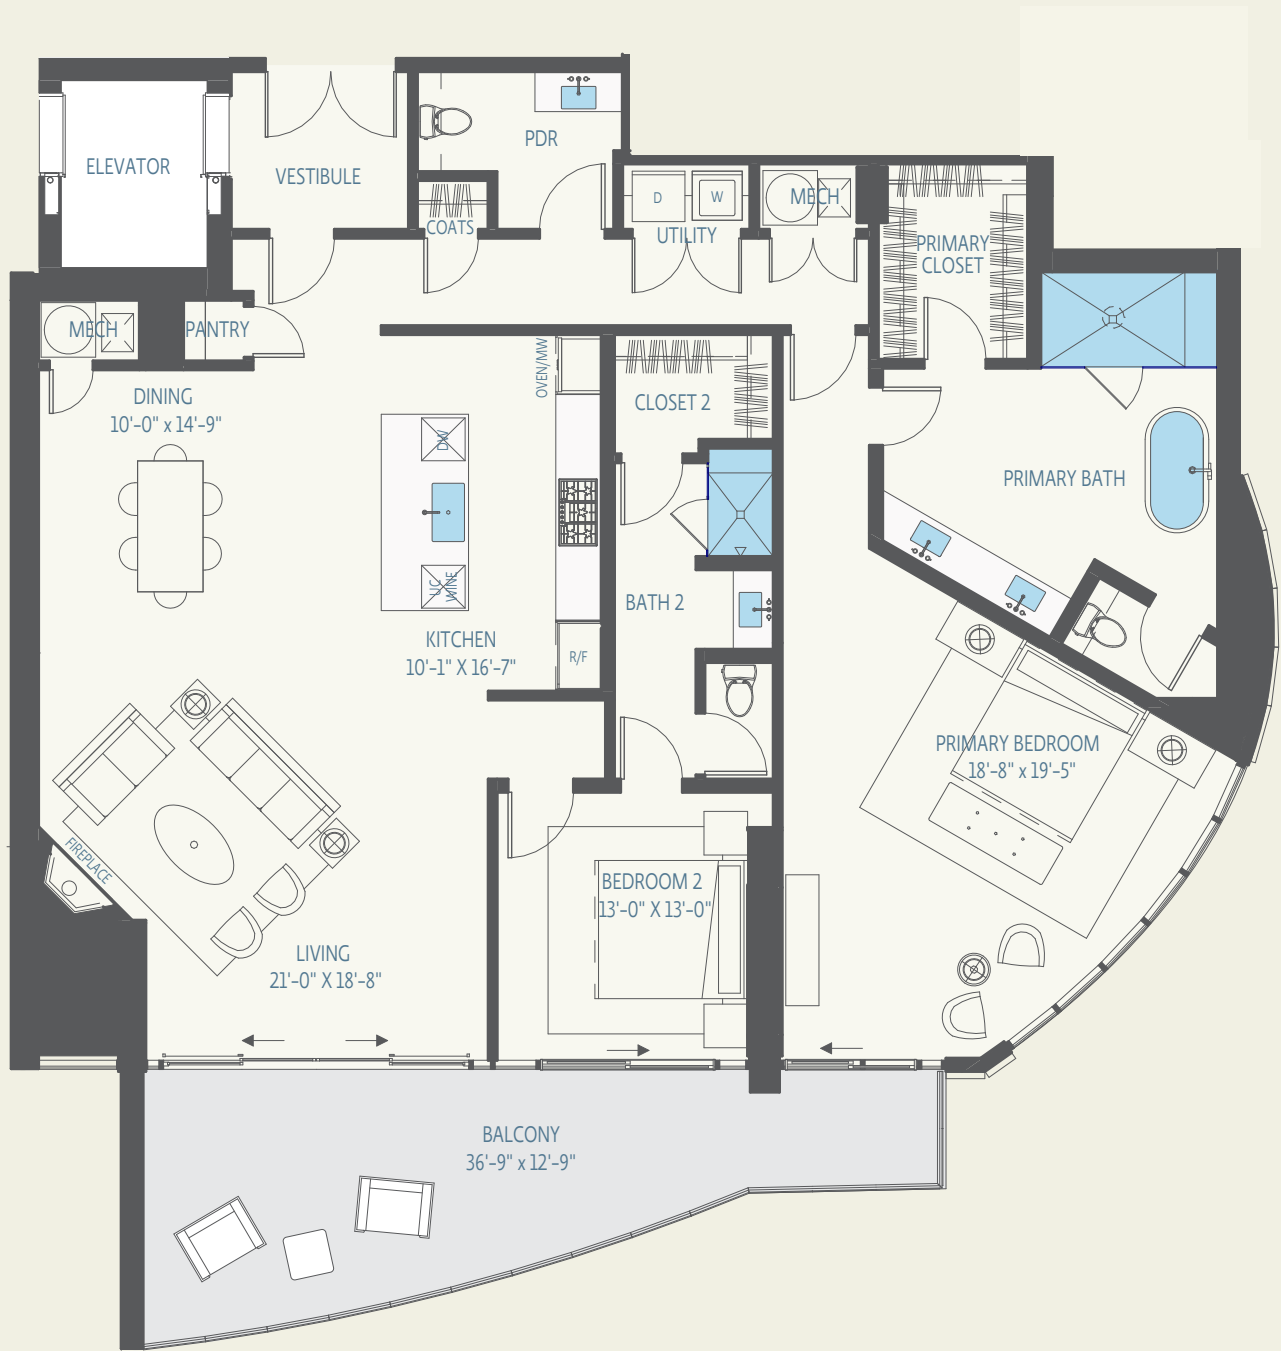 ELEVATOR
VESTIBULE
PDR
COATS
D
W
UTILITY
MECH
PRIMARY
CLOSET
MECH
PANTRY
DINING
10'-0" x 14'-9"
OVEN/MW
CLOSET 2
DW
PRIMARY BATH
UC
WINE
BATH 2
KITCHEN
10'-1" X 16'-7"
R/F
PRIMARY BEDROOM
18'-8" x 19'-5"
FIREPLACE
BEDROOM 2
13'-0" X 13'-0"
LIVING
21'-0" X 18'-8"
BALCONY
36'-9" x 12'-9"